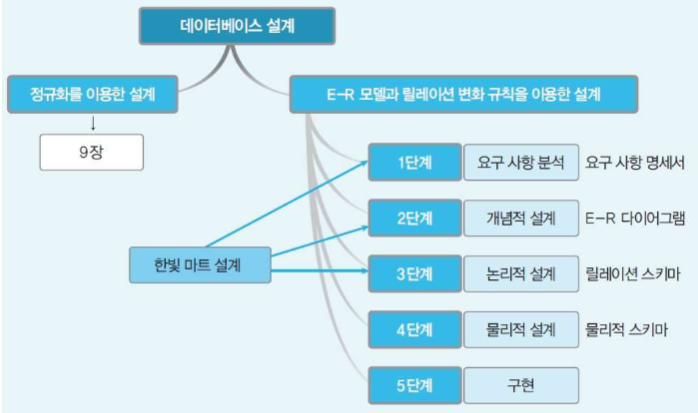 데이터베이스 설계
정규화를 이용한 설계
E-R 모델과 릴레이션 변화 규칙을 이용한 설계
9장
1단계 요구 사항 분석 요구 사항 명세서
2단계 개념적 설계 E-R 다이어그램
한빛 마트 설계
3단계 논리적 설계 릴레이션 스키마
4단계 물리적 설계 물리적 스키마
5단계 구현